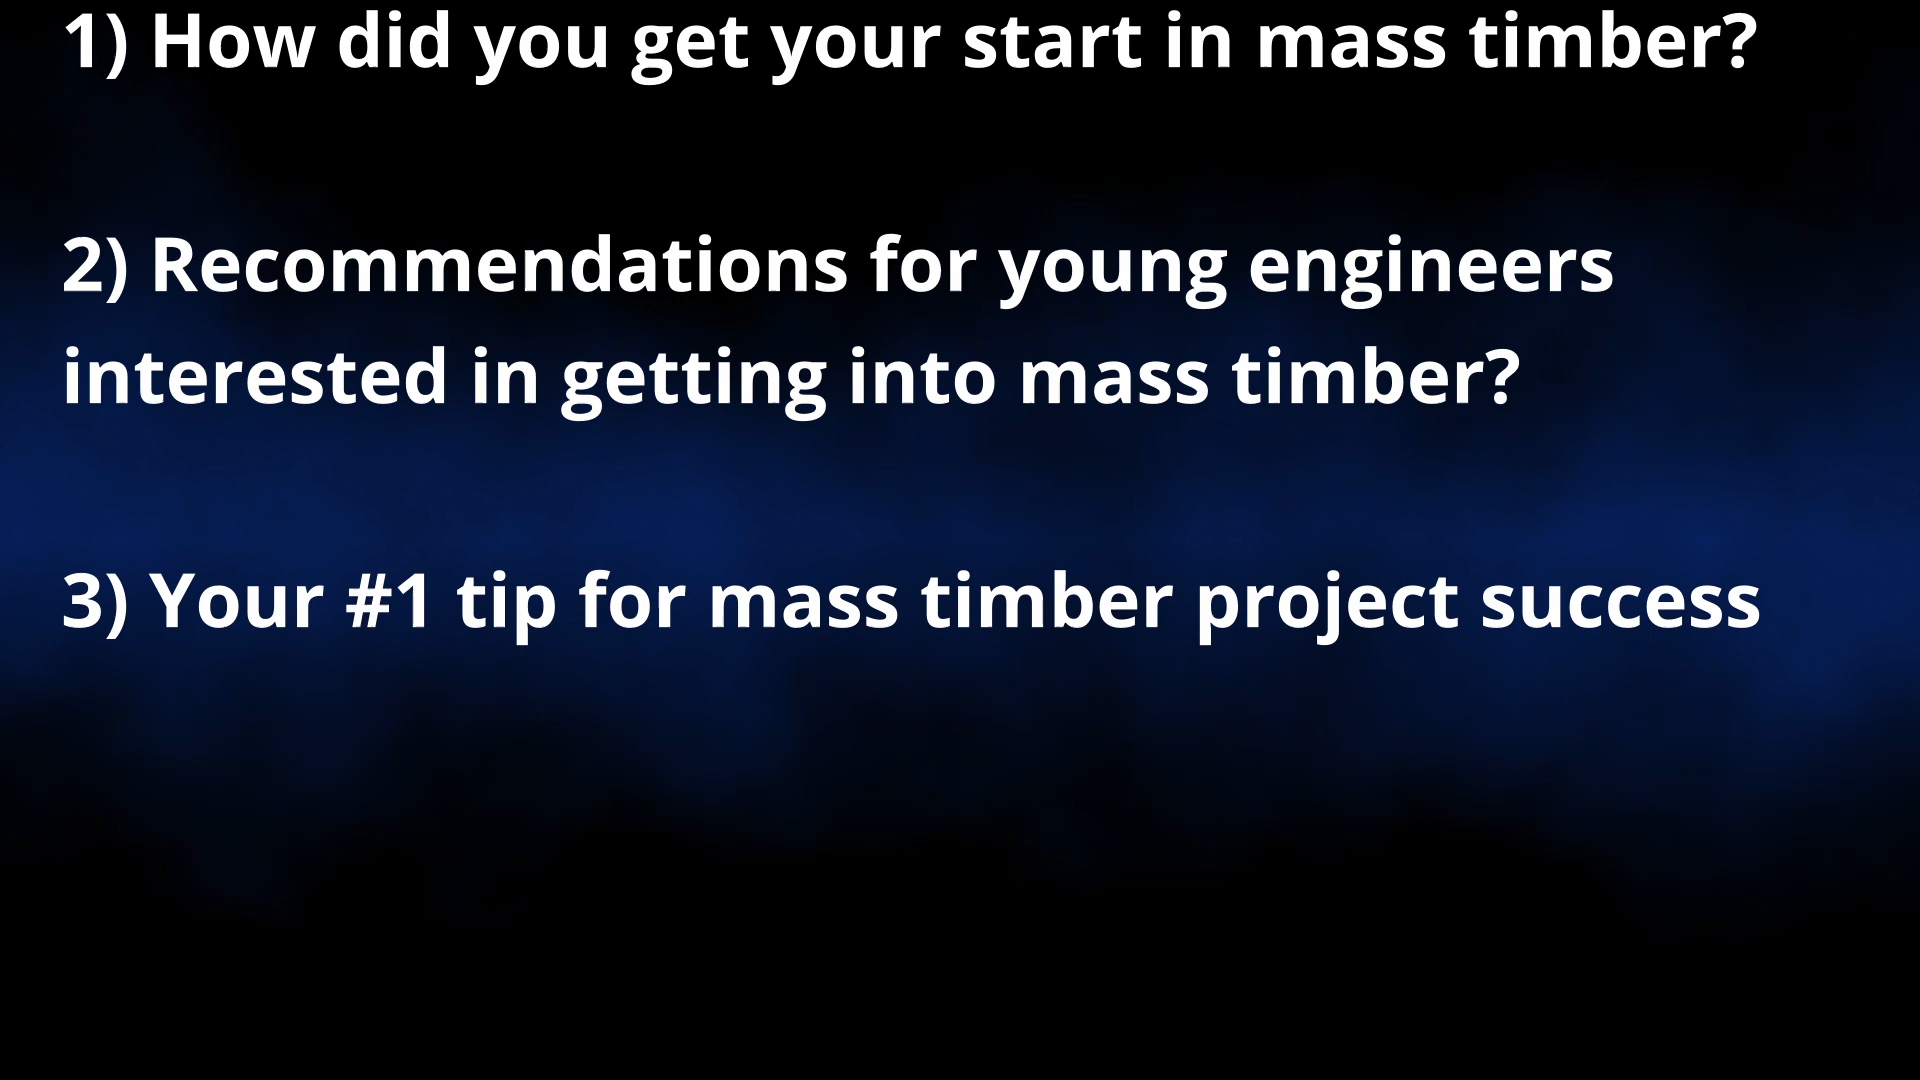 1) How did you get your start in mass timber?
2) Recommendations for young engineers
interested in getting into mass timber?
3) Your #1 tip for mass timber project success